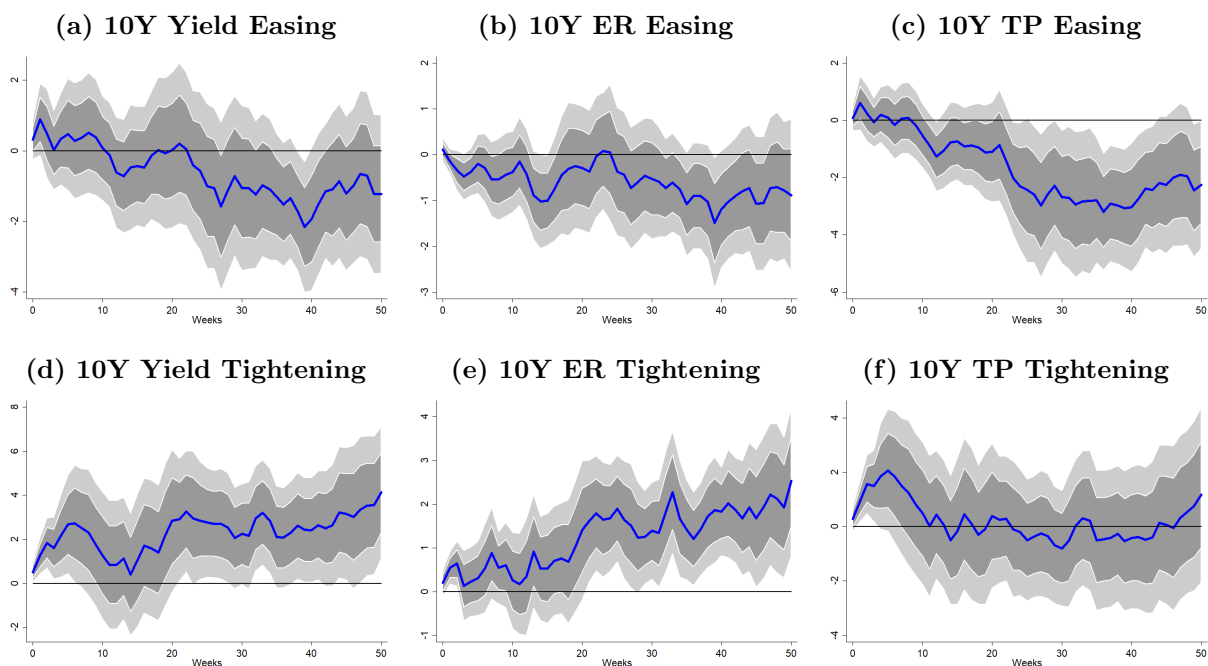 (a) 10Y Yield Easing
(b) 10Y ER Easing
(c) 10Y TP Easing
2
0
-2
-4
0 10 20 30 40 50
Weeks
2
1
0
-1
-2
-3
0 10 20 30 40 50
Weeks
2
0
-2
-4
-6
0 10 20 30 40 50
Weeks
(d) 10Y Yield Tightening
(e) 10Y ER Tightening
(f) 10Y TP Tightening
8
6
4
2
0
-2
0 10 20 30 40 50
Weeks
4
3
2
1
0
-1
0 10 20 30 40 50
Weeks
4
2
0
-2
-4
0 10 20 30 40 50
Weeks